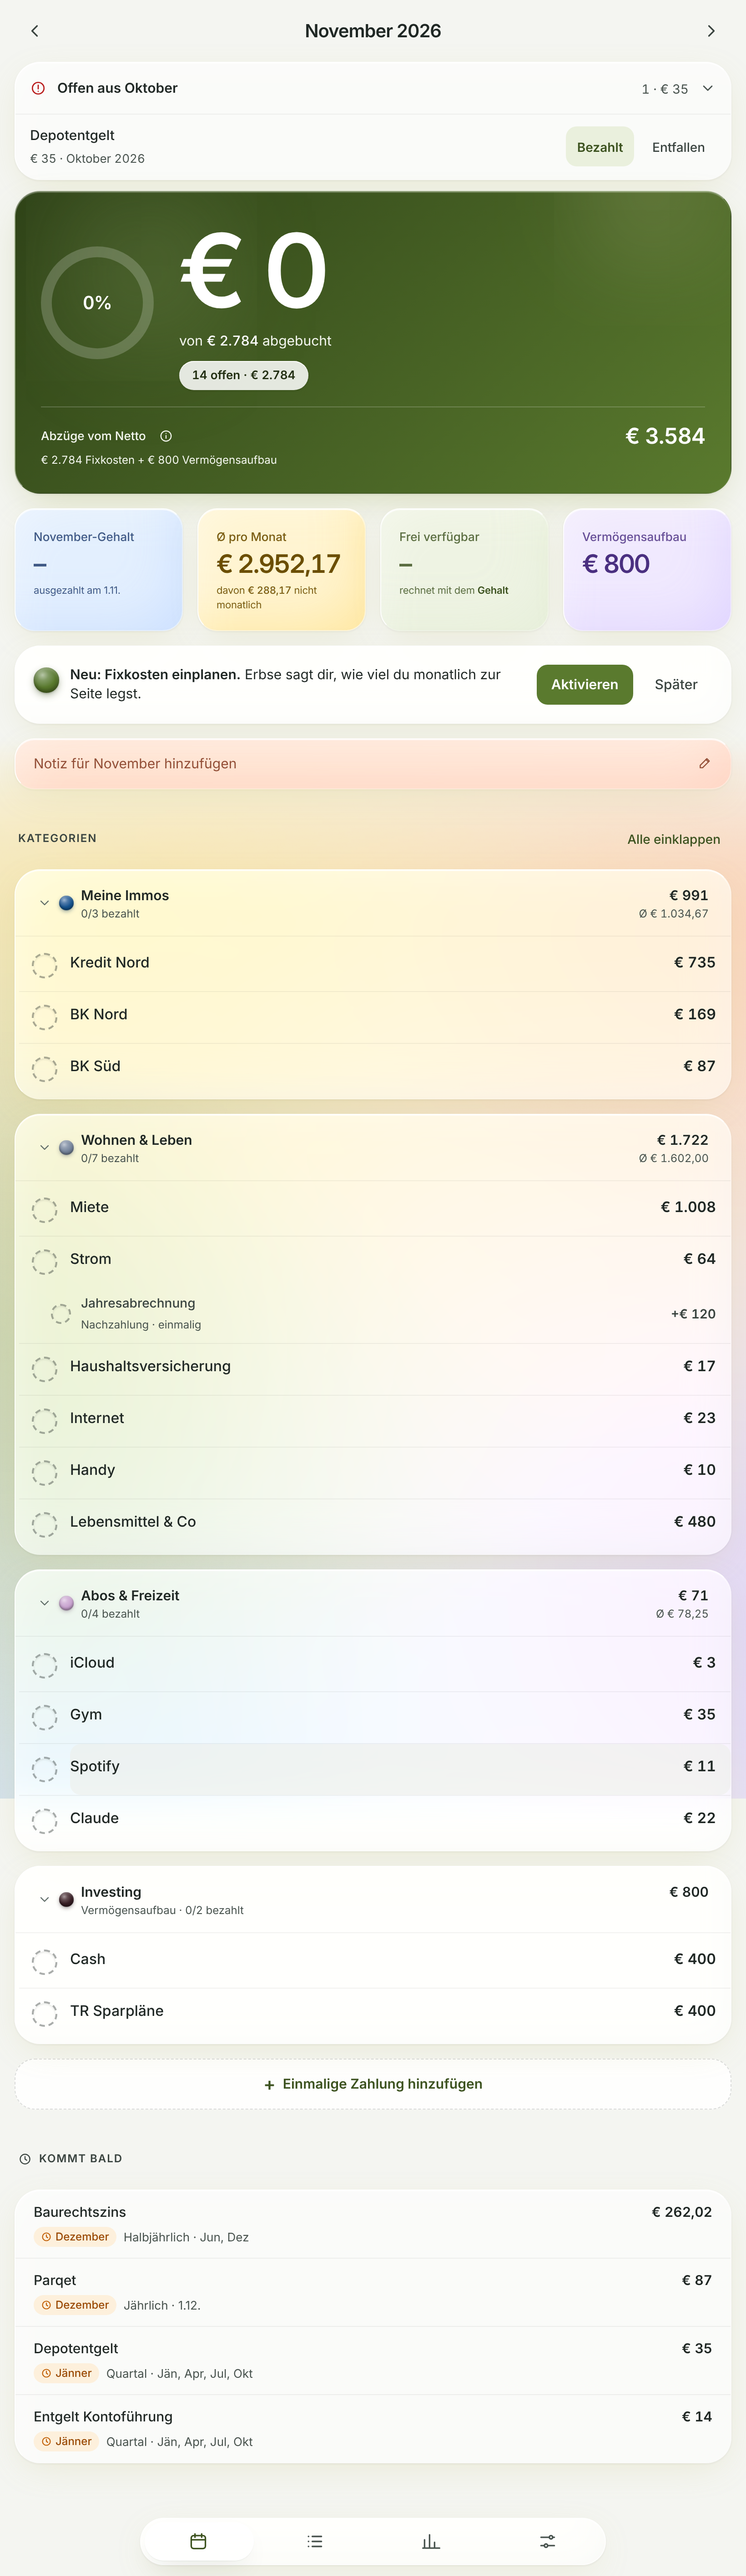 November 2026
Offen aus Oktober
1 · € 35
Depotentgelt
€ 35 · Oktober 2026
Bezahlt
Entfallen
0%
€ 0
von € 2.784 abgebucht
14 offen · € 2.784
Abzüge vom Netto
€ 3.584
€ 2.784 Fixkosten + € 800 Vermögensaufbau
November-Gehalt
–
ausgezahlt am 1.11.
Ø pro Monat
€ 2.952,17
davon € 288,17 nicht
monatlich
Frei verfügbar
–
rechnet mit dem Gehalt
Vermögensaufbau
€ 800
Neu: Fixkosten einplanen. Erbse sagt dir, wie viel du monatlich zur
Seite legst.
Aktivieren
Später
Notiz für November hinzufügen
KATEGORIEN
Alle einklappen
Meine Immos
€ 991
0/3 bezahlt
Ø € 1.034,67
Kredit Nord
€ 735
BK Nord
€ 169
BK Süd
€ 87
Wohnen & Leben
€ 1.722
0/7 bezahlt
Ø € 1.602,00
Miete
€ 1.008
Strom
€ 64
Jahresabrechnung
Nachzahlung · einmalig
+€ 120
Haushaltsversicherung
€ 17
Internet
€ 23
Handy
€ 10
Lebensmittel & Co
€ 480
Abos & Freizeit
€ 71
0/4 bezahlt
Ø € 78,25
iCloud
€ 3
Gym
€ 35
Spotify
€ 11
Claude
€ 22
Investing
€ 800
Vermögensaufbau · 0/2 bezahlt
Cash
€ 400
TR Sparpläne
€ 400
+ Einmalige Zahlung hinzufügen
KOMMT BALD
Baurechtszins
€ 262,02
Dezember
Halbjährlich · Jun, Dez
Parqet
€ 87
Dezember
Jährlich · 1.12.
Depotentgelt
€ 35
Jänner
Quartal · Jän, Apr, Jul, Okt
Entgelt Kontoführung
€ 14
Jänner
Quartal · Jän, Apr, Jul, Okt